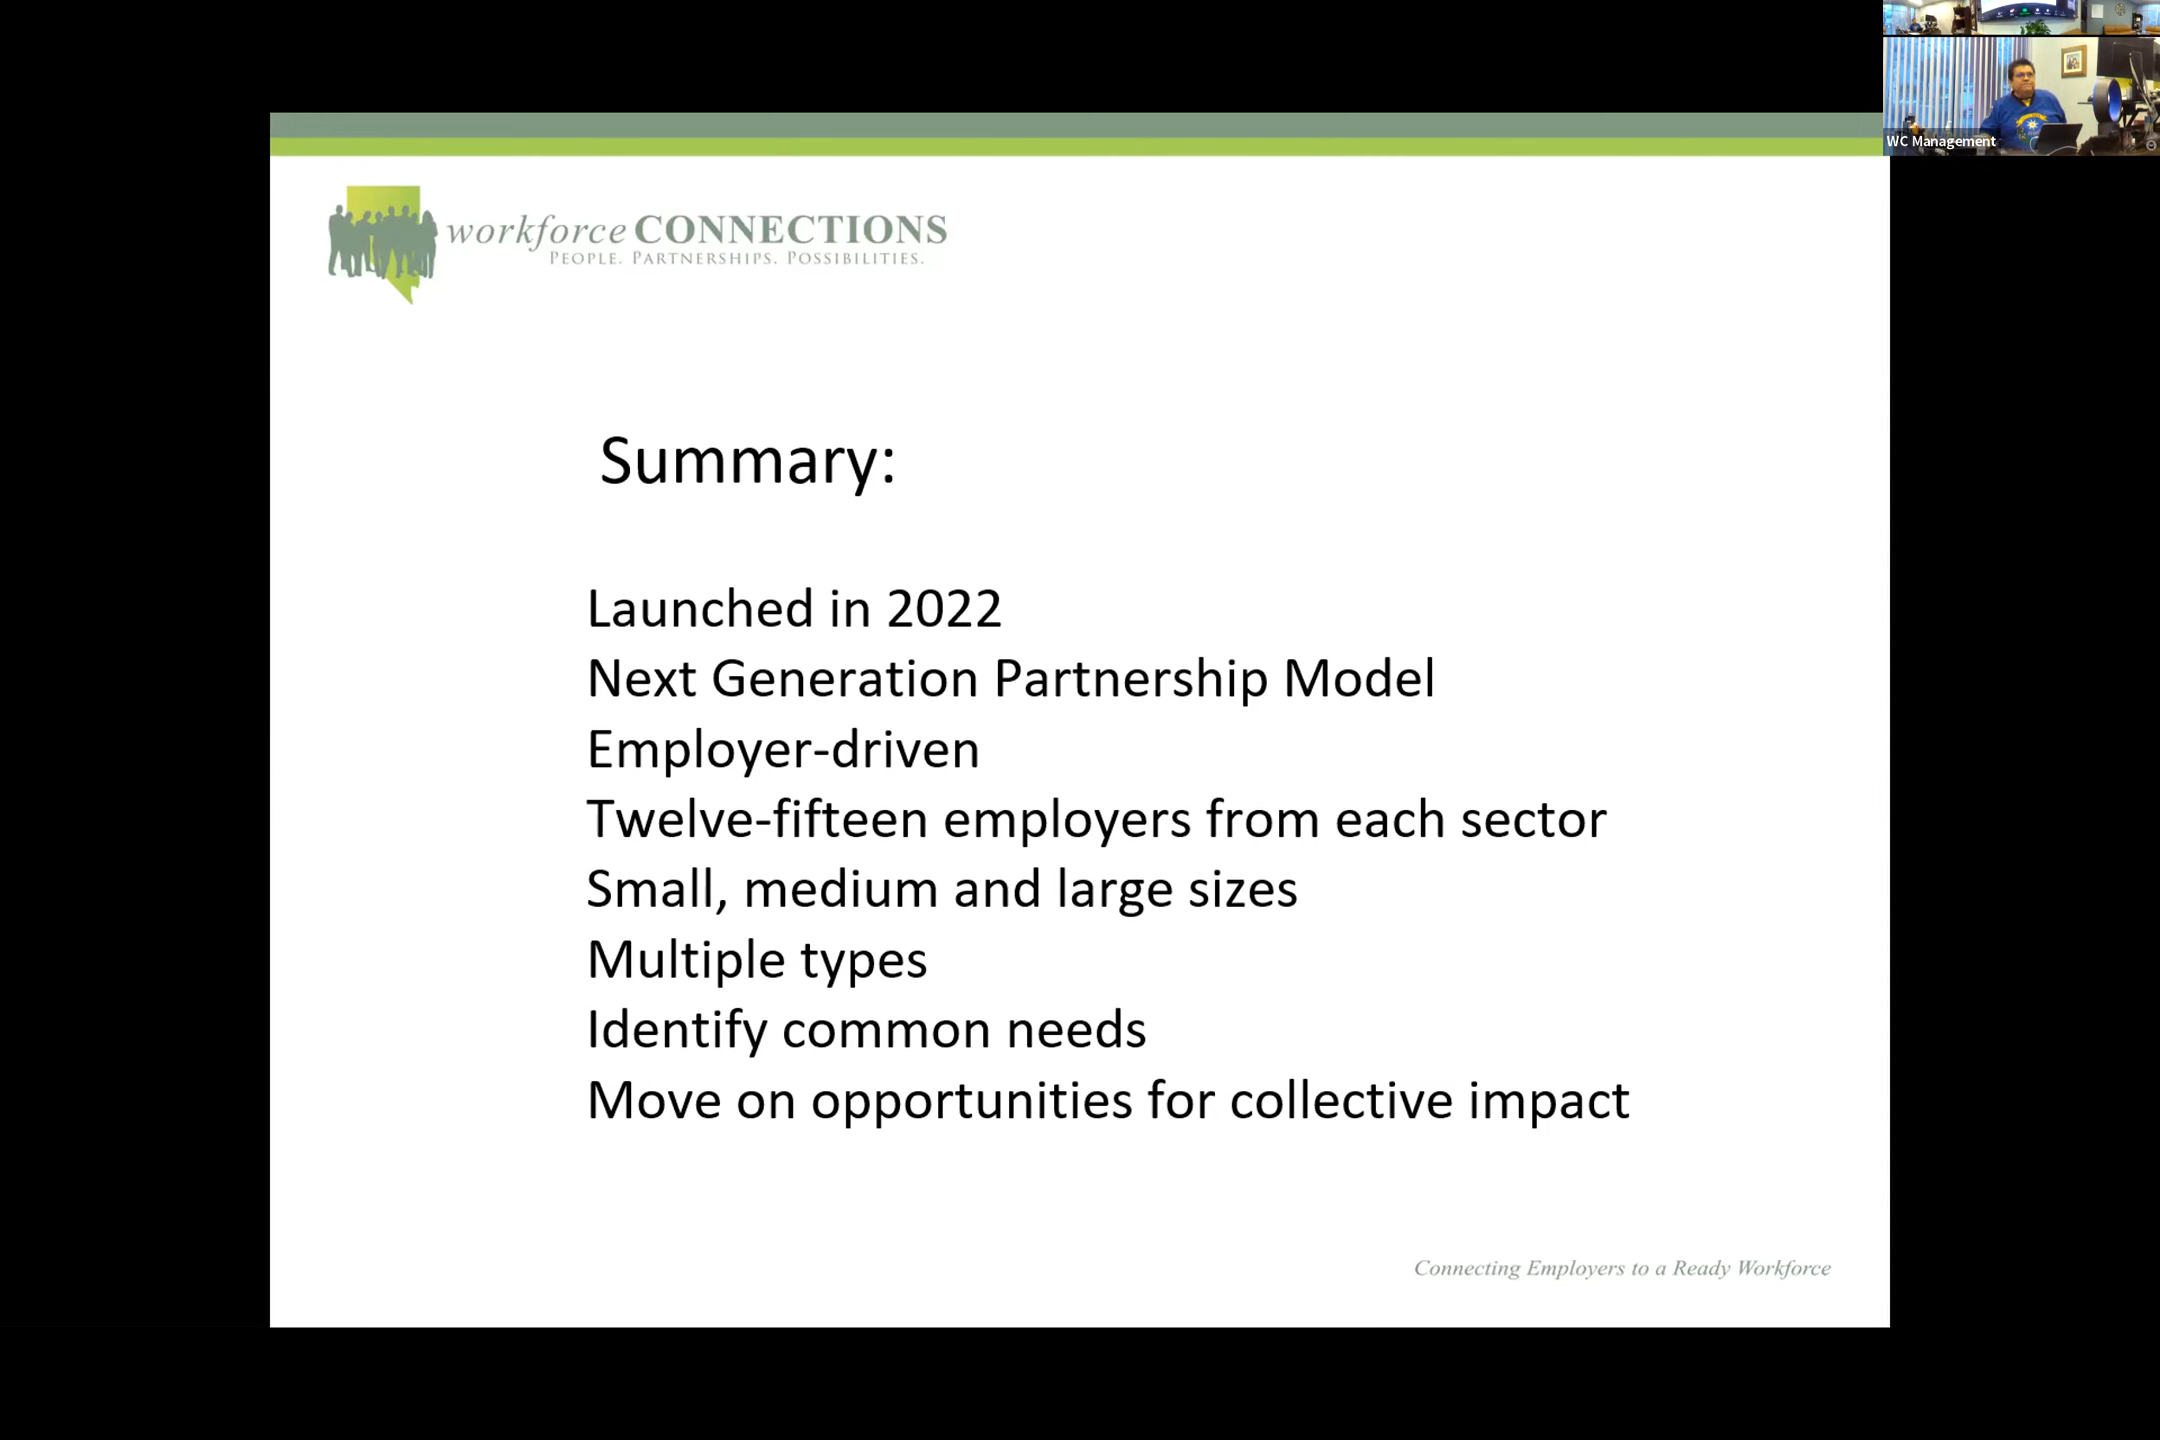 WC Management
workforce CONNECTIONS
PEOPLE. PARTNERSHIPS. POSSIBILITIES.
Summary:
Launched in 2022
Next Generation Partnership Model
Employer-driven
Twelve-fifteen employers from each sector
Small, medium and large sizes
Multiple types
Identify common needs
Move on opportunities for collective impact
Connecting Employers to a Ready Workforce